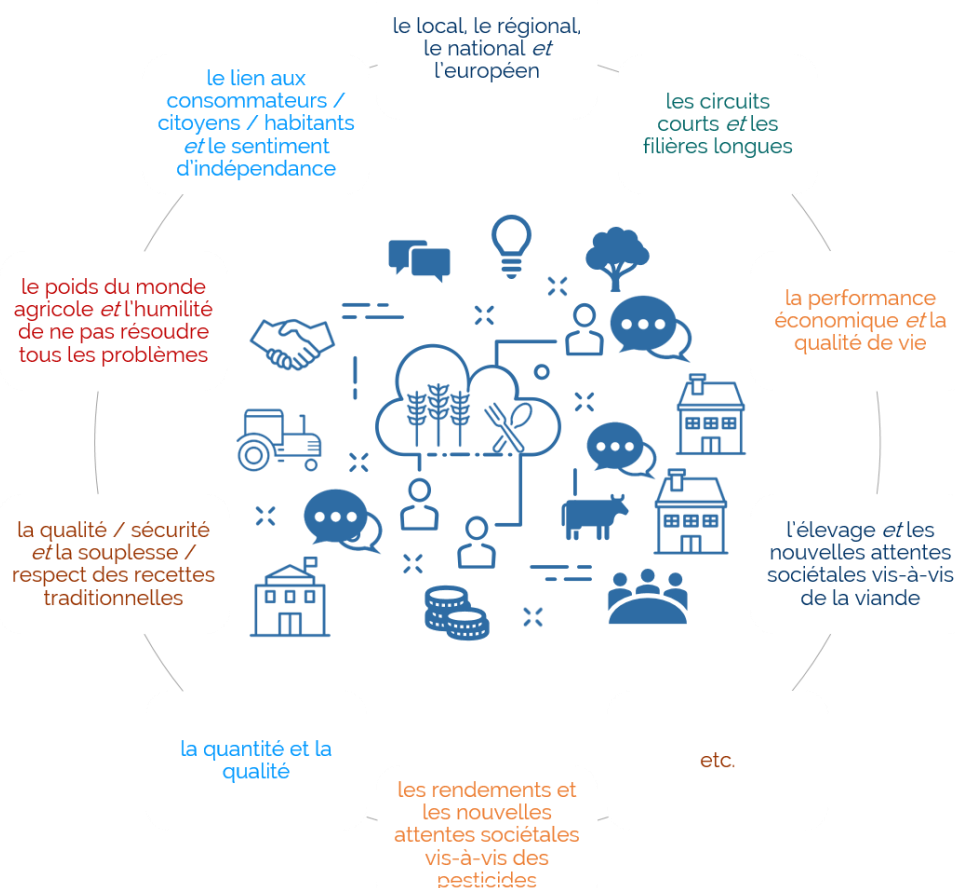 le local, le régional,
le national et
l'européen
les circuits
courts et les
filières longues
la performance
économique et la
qualité de vie
l'élevage et les
nouvelles attentes
sociétales vis-à-vis
de la viande
etc.
les rendements et
les nouvelles
attentes sociétales
vis-à-vis des
pesticides
la quantité et la
qualité
la qualité / sécurité
et la souplesse /
respect des recettes
traditionnelles
le poids du monde
agricole et l'humilité
de ne pas résoudre
tous les problèmes
le lien aux
consommateurs /
citoyens / habitants
et le sentiment
d'indépendance